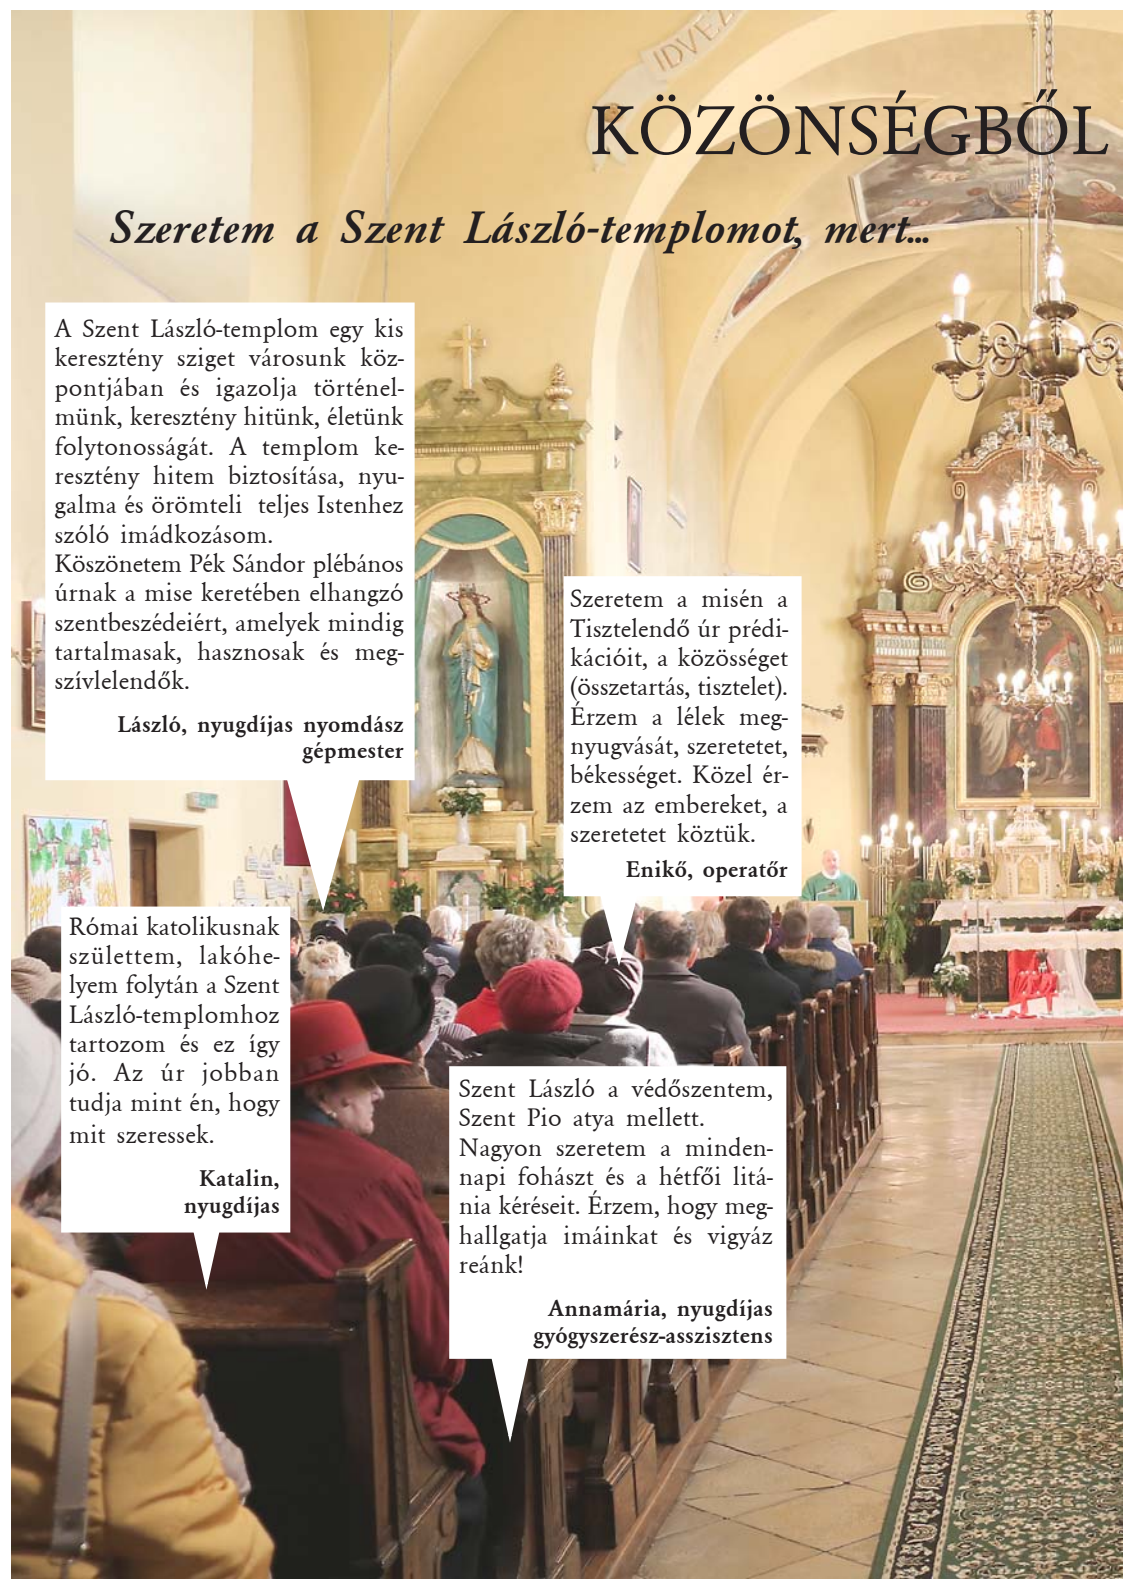 IDVEZ
KÖZÖNSÉGBŐL
Szeretem a Szent László-templomot, mert...
A Szent László-templom egy kis
keresztény sziget városunk köz-
pontjában és igazolja történel-
münk, keresztény hitünk, életünk
folytonosságát. A templom ke-
resztény hitem biztosítása, nyu-
galma és örömteli teljes Istenhez
szóló imádkozásom.
Köszönetem Pék Sándor plébános
úrnak a mise keretében elhangzó
szentbeszédeiért, amelyek mindig
tartalmasak, hasznosak és meg-
szívlelendők.
László, nyugdíjas nyomdász
gépmester
Szeretem a misén a
Tisztelendő úr prédi-
kációit, a közösséget
(összetartás, tisztelet).
Érzem a lélek meg-
nyugvását, szeretetet,
békességet. Közel ér-
zem az embereket, a
szeretetet köztük.
Enikő, operatőr
Római katolikusnak
születtem, lakóhe-
lyem folytán a Szent
László-templomhoz
tartozom és ez így
jó. Az úr jobban
tudja mint én, hogy
mit szeressek.
Katalin,
nyugdíjas
Szent László a védőszentem,
Szent Pio atya mellett.
Nagyon szeretem a minden-
napi fohászt és a hétfői litá-
nia kéréseit. Érzem, hogy meg-
hallgatja imáinkat és vigyáz
reánk!
Annamária, nyugdíjas
gyógyszerész-asszisztens